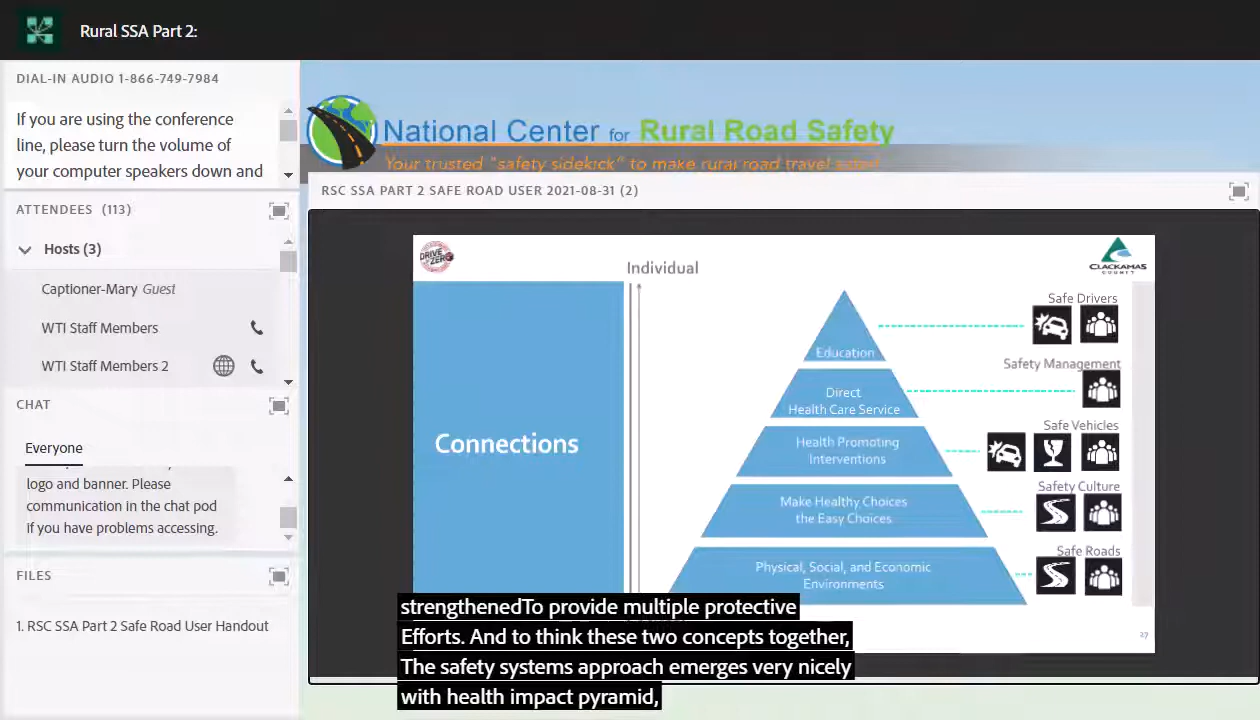 Rural SSA Part 2:
DIAL-IN AUDIO 1-866-749-7984
If you are using the conference
line, please turn the volume of
your computer speakers down and
ATTENDEES (113)
Hosts (3)
Captioner-Mary Guest
WTI Staff Members
WTI Staff Members 2
CHAT
Everyone
logo and banner. Please
communication in the chat pod
if you have problems accessing.
FILES
1. RSC SSA Part 2 Safe Road User Handout
National Center for Rural Road Safety
Your trusted "safety sidekick" to make rural road travel safer!
RSC SSA PART 2 SAFE ROAD USER 2021-08-31 (2)
DRIVE TO ZERO
CLACKAMAS
COUNTY
Individual
Connections
Education
Direct
Health Care Service
Health Promoting
Interventions
Make Healthy Choices
the Easy Choices
Physical, Social, and Economic
Environments
Safe Drivers
Safety Management
Safe Vehicles
Safety Culture
Safe Roads
27
strengthenedTo provide multiple protective
Efforts. And to think these two concepts together,
The safety systems approach emerges very nicely
with health impact pyramid,